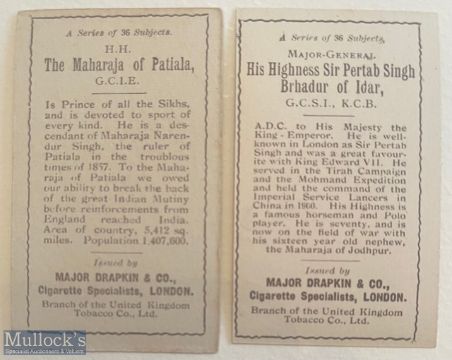 A Series of 36 Subjects.
H.H.
The Maharaja of Patiala,
G.C.I.E.
Is Prince of all the Sikhs,
and is devoted to sport of
every kind. He is a des-
cendant of Maharaja Naren-
dur Singh, the ruler of
Patiala in the troublous
times of 1857. To the Maha-
raja of Patiala we owed
our ability to break the back
of the great Indian Mutiny
before reinforcements from
England reached India.
Area of country, 5,412 sq.
miles. Population 1,407,600.
Issued by
MAJOR DRAPKIN & CO.,
Cigarette Specialists, LONDON.
Branch of the United Kingdom
Tobacco Co., Ltd.
A Series of 36 Subjects.
MAJOR-GENERAL
His Highness Sir Pertab Singh
Brhadur of Idar,
G.C.S.I., K.C.B.
A.D.C. to His Majesty the
King-Emperor. He is well-
known in London as Sir Pertab
Singh and was a great favour-
ite with King Edward VII. He
served in the Tirah Campaign
and the Mohmand Expedition
and held the command of the
Imperial Service Lancers in
China in 1900. His Highness is
a famous horseman and Polo
player. He is seventy, and is
now on the field of war with
his sixteen year old nephew,
the Maharaja of Jodhpur.
Issued by
MAJOR DRAPKIN & CO.,
Cigarette Specialists, LONDON.
Branch of the United Kingdom
Tobacco Co., Ltd.
Mullock's
Specialist Auctioneers & Valuers